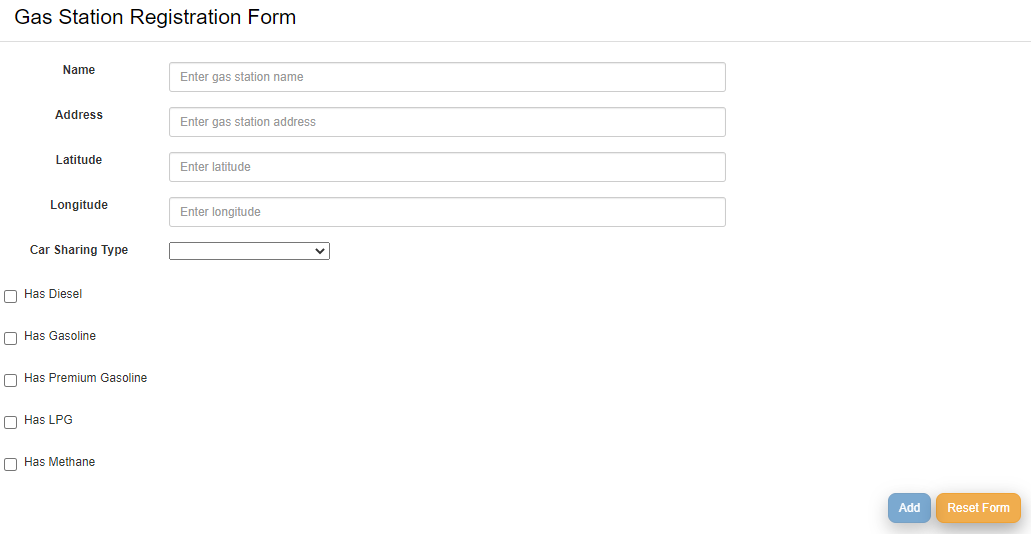 Gas Station Registration Form
Name
Enter gas station name
Address
Enter gas station address
Latitude
Enter latitude
Longitude
Enter longitude
Car Sharing Type
Has Diesel
Has Gasoline
Has Premium Gasoline
Has LPG
Has Methane
Add
Reset Form